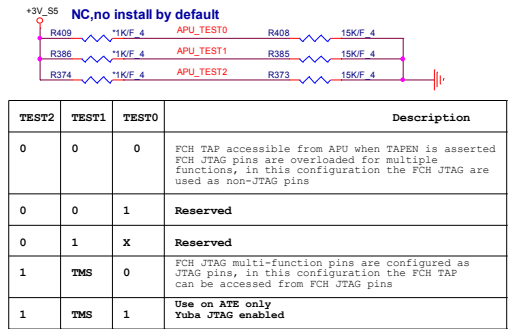 +3V_S5 NC,no install by default
R409 *1K/F_4 APU_TEST0 R408 15K/F_4
R386 *1K/F_4 APU_TEST1 R385 15K/F_4
R374 *1K/F_4 APU_TEST2 R373 15K/F_4
TEST2 TEST1 TEST0 Description
0 0 0 FCH TAP accessible from APU when TAPEN is asserted
FCH JTAG pins are overloaded for multiple
functions, in this configuration the FCH JTAG are
used as non-JTAG pins
0 0 1 Reserved
0 1 X Reserved
1 TMS 0 FCH JTAG multi-function pins are configured as
JTAG pins, in this configuration the FCH TAP
can be accessed from FCH JTAG pins
1 TMS 1 Use on ATE only
Yuba JTAG enabled